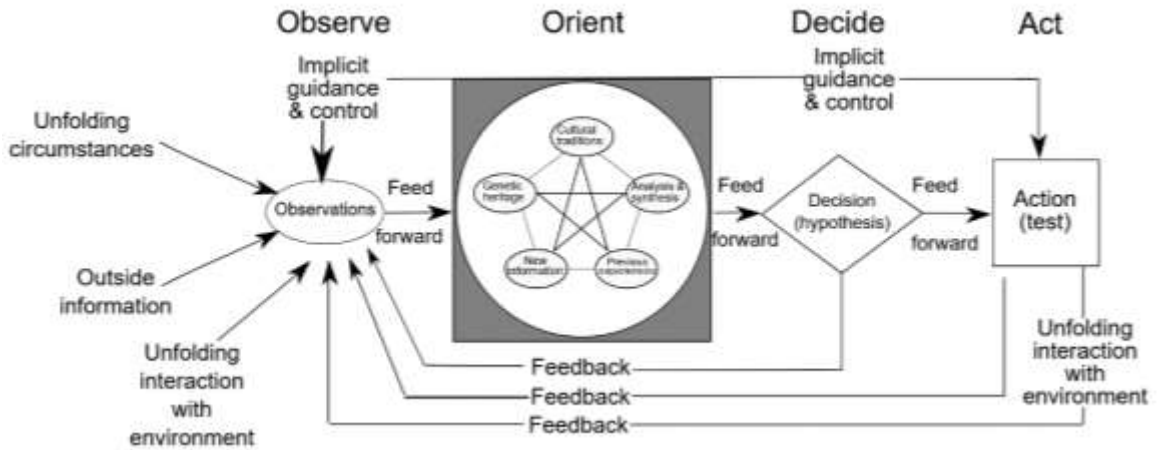 Observe
Orient
Decide
Act
Implicit
guidance
& control
Implicit
guidance
& control
Unfolding
circumstances
Observations
Feed
forward
Cultural
traditions
Genetic
heritage
Analysis &
synthesis
New
information
Previous
Feed
forward
Decision
(hypothesis)
Feed
forward
Action
(test)
Outside
information
Unfolding
interaction
with
environment
Feedback
Feedback
Feedback
Unfolding
interaction
with
environment